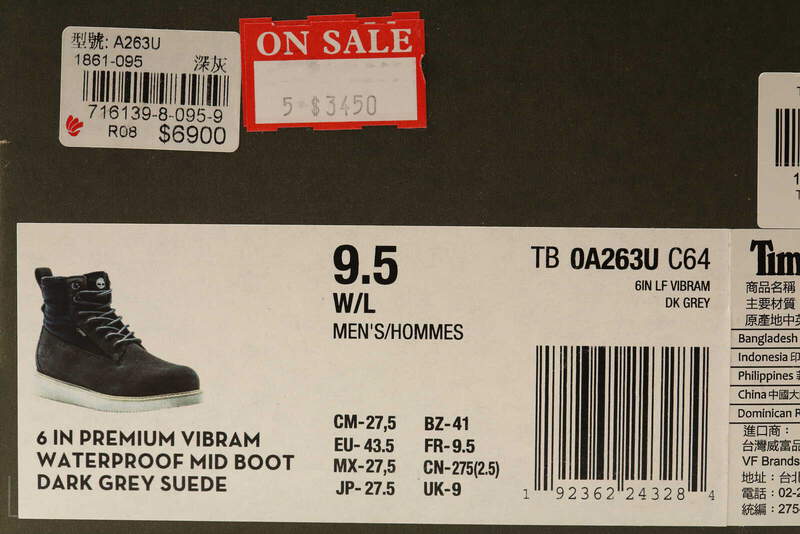 型號: A263U
1861-095 深灰
716139-8-095-9
R08 $6900
ON SALE
5-$3450
9.5
W/L
MEN'S/HOMMES
TB 0A263U C64
6IN LF VIBRAM
DK GREY
6 IN PREMIUM VIBRAM
WATERPROOF MID BOOT
DARK GREY SUEDE
CM-27,5 BZ-41
EU-43.5 FR-9.5
MX-27,5 CN-275(2.5)
JP-27.5 UK-9
1 92362 24328 4
商品名稱
主要材質
原產地中
Bangladesh
Indonesia 印
Philippines
China 中國大
Dominican
進口商：
台灣威富品
VF Brands
地址：台北
電話：02-2
統編：275